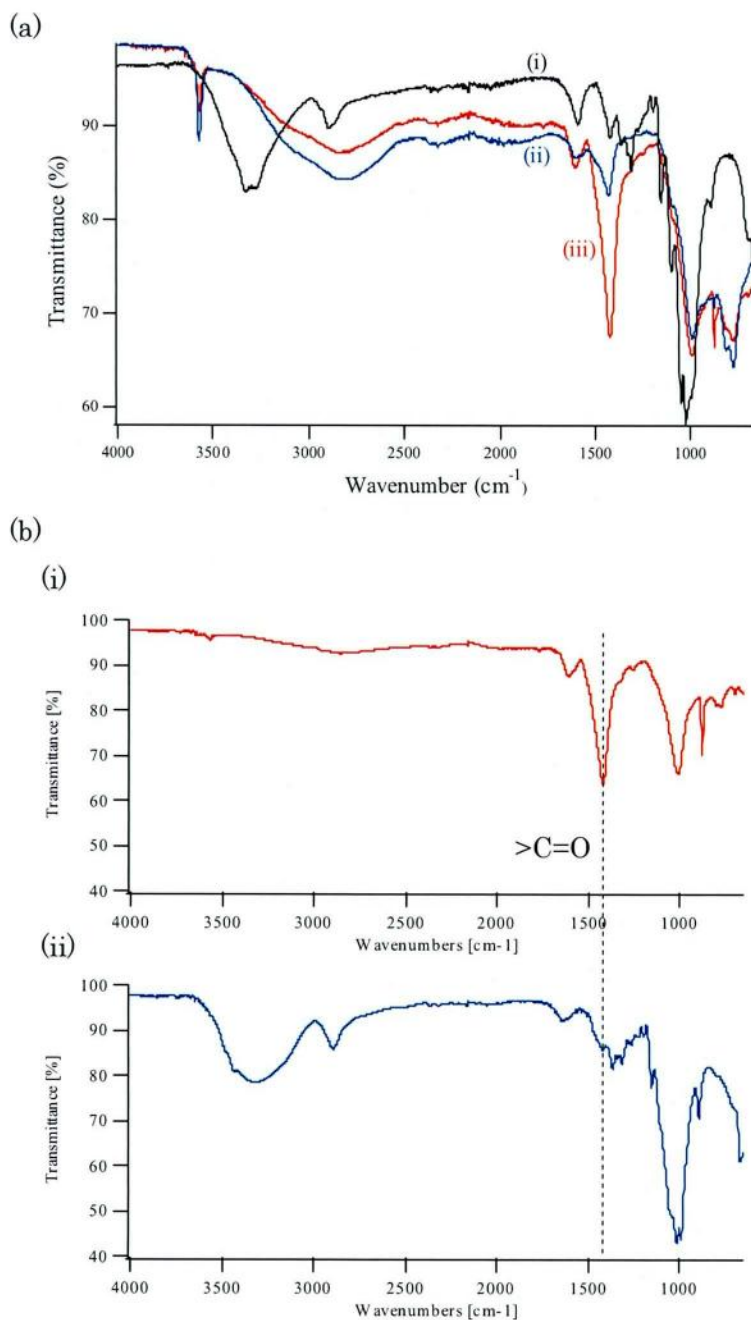 (a)
(i)
(ii)
(iii)
Transmittance (%)
90
80
70
60
4000
3500
3000
2500
2000
1500
1000
Wavenumber (cm-1)
(b)
(i)
100
90
80
70
60
50
40
Transmittance [%]
>C=O
4000
3500
3000
2500
2000
1500
1000
Wavenumbers [cm-1]
(ii)
100
90
80
70
60
50
40
Transmittance [%]
4000
3500
3000
2500
2000
1500
1000
Wavenumbers [cm-1]